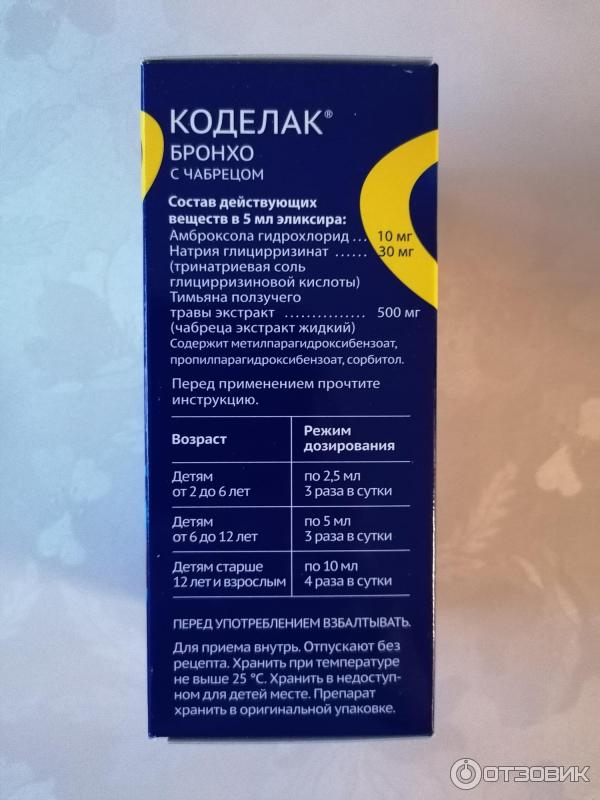 КОДЕЛАК®
БРОНХО
С ЧАБРЕЦОМ
Состав действующих
веществ в 5 мл эликсира:
Амброксола гидрохлорид ... 10 мг
Натрия глицирризинат ...... 30 мг
(тринатриевая соль
глицирризиновой кислоты)
Тимьяна ползучего
травы экстракт ............... 500 мг
(чабреца экстракт жидкий)
Содержит метилпарагидроксибензоат,
пропилпарагидроксибензоат, сорбитол.
Перед применением прочтите
инструкцию.
Возраст Режим
дозирования
Детям по 2,5 мл
от 2 до 6 лет 3 раза в сутки
Детям по 5 мл
от 6 до 12 лет 3 раза в сутки
Детям старше по 10 мл
12 лет и взрослым 4 раза в сутки
ПЕРЕД УПОТРЕБЛЕНИЕМ ВЗБАЛТЫВАТЬ.
Для приема внутрь. Отпускают без
рецепта. Хранить при температуре
не выше 25 °С. Хранить в недоступ-
ном для детей месте. Препарат
хранить в оригинальной упаковке.
ОТЗОВИК